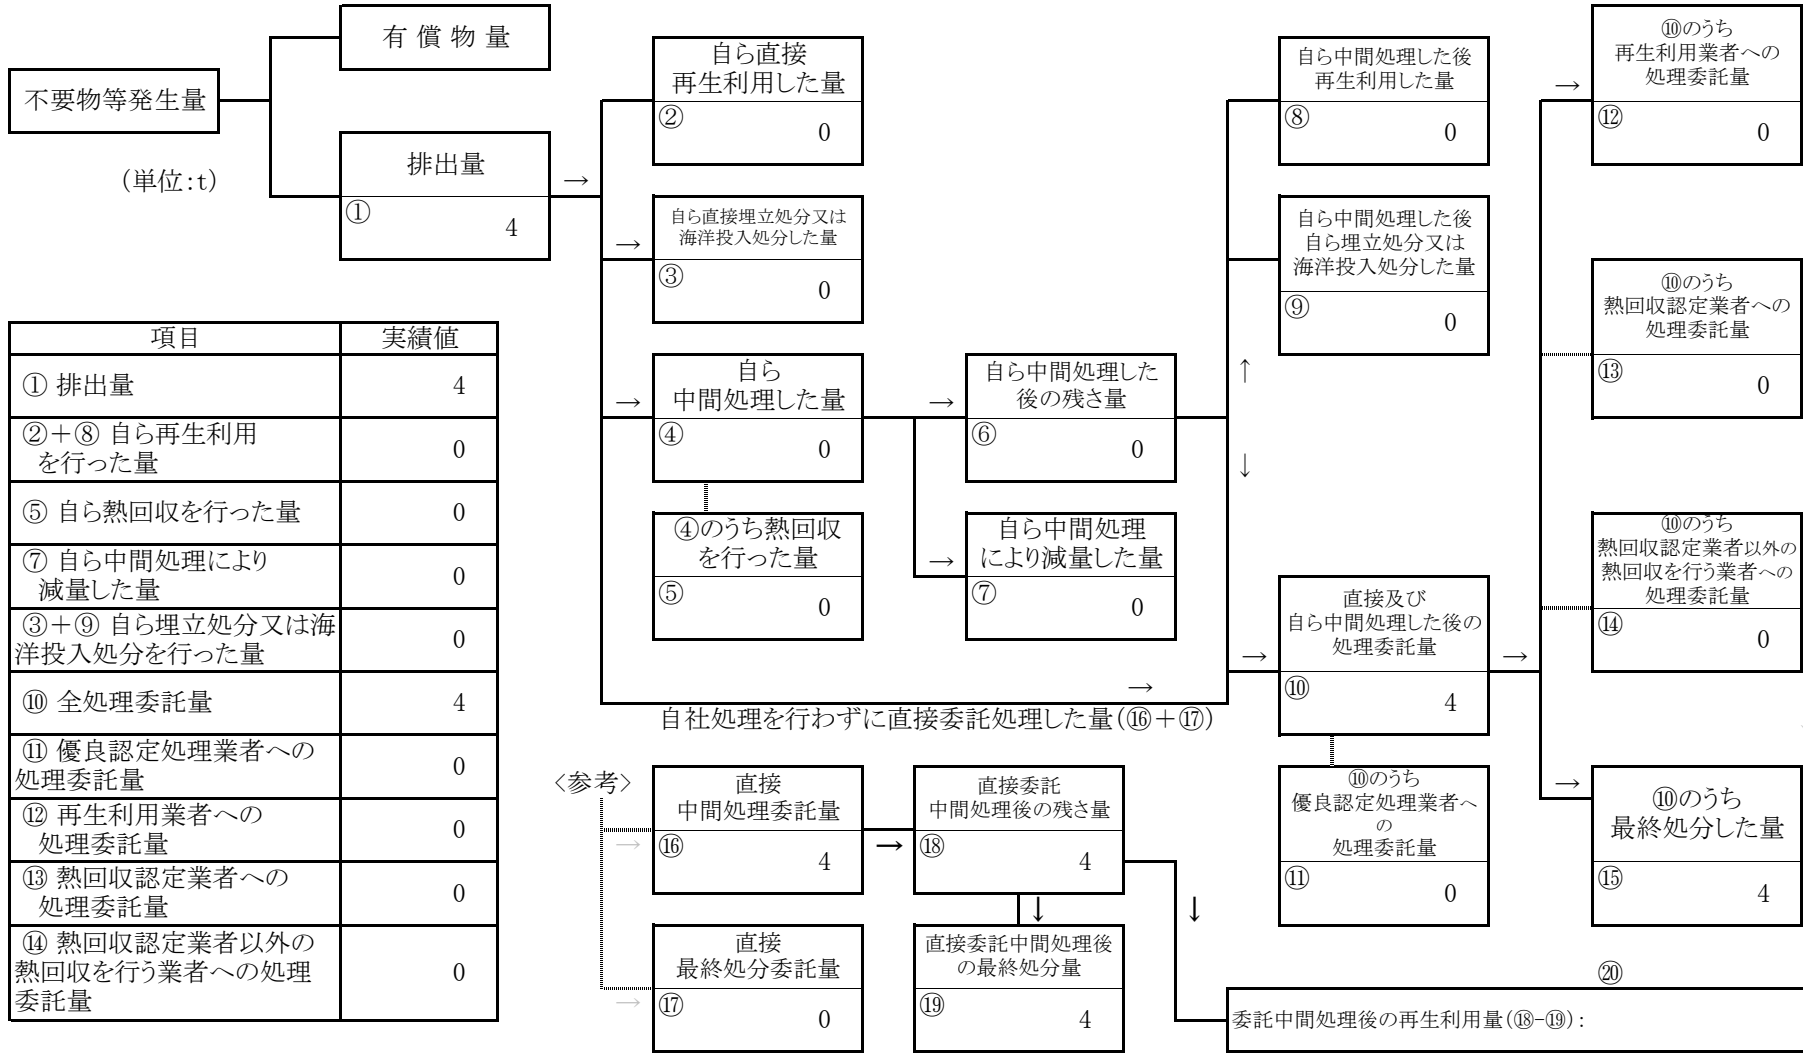 有 償 物 量
不要物等発生量
(単位:t)
排出量
①
4
→
自ら直接
再生利用した量
②
0
→
自ら直接埋立処分又は
海洋投入処分した量
③
0
→
自ら
中間処理した量
④
0
④のうち熱回収
を行った量
⑤
0
→
自ら中間処理した
後の残さ量
⑥
0
→
自ら中間処理
により減量した量
⑦
0
自ら中間処理した後
再生利用した量
⑧
0
自ら中間処理した後
自ら埋立処分又は
海洋投入処分した量
⑨
0
↑
↓
→
自社処理を行わずに直接委託処理した量(⑯+⑰)
→
直接及び
自ら中間処理した後の
処理委託量
⑩
4
⑩のうち
優良認定処理業者へ
の
処理委託量
⑪
0
→
→
⑩のうち
再生利用業者への
処理委託量
⑫
0
⑩のうち
熱回収認定業者への
処理委託量
⑬
0
⑩のうち
熱回収認定業者以外の
熱回収を行う業者への
処理委託量
⑭
0
→
⑩のうち
最終処分した量
⑮
4
項目 実績値
① 排出量 4
②+⑧ 自ら再生利用
を行った量 0
⑤ 自ら熱回収を行った量 0
⑦ 自ら中間処理により
減量した量 0
③+⑨ 自ら埋立処分又は海
洋投入処分を行った量 0
⑩ 全処理委託量 4
⑪ 優良認定処理業者への
処理委託量 0
⑫ 再生利用業者への
処理委託量 0
⑬ 熱回収認定業者への
処理委託量 0
⑭ 熱回収認定業者以外の
熱回収を行う業者への処理
委託量 0
<参考>
→
直接
中間処理委託量
⑯
4
→
直接委託
中間処理後の残さ量
⑱
4
→
直接
最終処分委託量
⑰
0
↓
直接委託中間処理後
の最終処分量
⑲
4
↓
⑳
委託中間処理後の再生利用量(⑱-⑲):